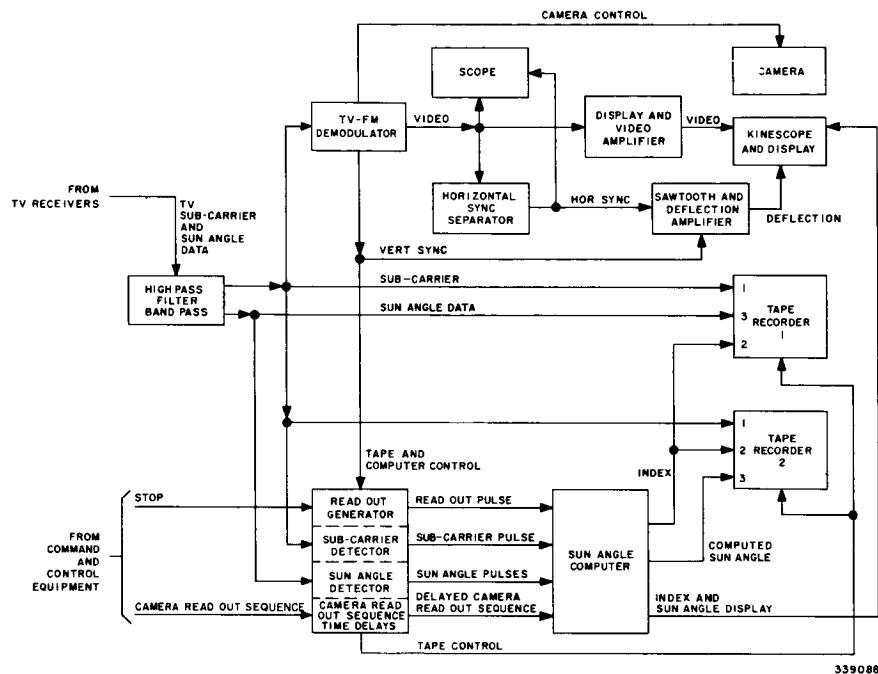 CAMERA CONTROL
SCOPE
CAMERA
TV-FM
DEMODULATOR
VIDEO
DISPLAY AND
VIDEO
AMPLIFIER
VIDEO
KINESCOPE
AND DISPLAY
FROM
TV RECEIVERS
TV
SUB-CARRIER
AND
SUN ANGLE
DATA
HORIZONTAL
SYNC
SEPARATOR
HOR SYNC
SAWTOOTH AND
DEFLECTION
AMPLIFIER
DEFLECTION
VERT SYNC
HIGH PASS
FILTER
BAND PASS
SUB-CARRIER
SUN ANGLE DATA
1
3
2
TAPE
RECORDER
1
1
2
3
TAPE
RECORDER
2
TAPE AND
COMPUTER CONTROL
INDEX
FROM
COMMAND
AND
CONTROL
EQUIPMENT
STOP
CAMERA READ OUT SEQUENCE
READ OUT
GENERATOR
SUB-CARRIER
DETECTOR
SUN ANGLE
DETECTOR
CAMERA READ
OUT SEQUENCE
TIME DELAYS
READ OUT PULSE
SUB-CARRIER PULSE
SUN ANGLE PULSES
DELAYED CAMERA
READ OUT SEQUENCE
SUN ANGLE
COMPUTER
COMPUTED
SUN ANGLE
INDEX AND
SUN ANGLE DISPLAY
TAPE CONTROL
339088